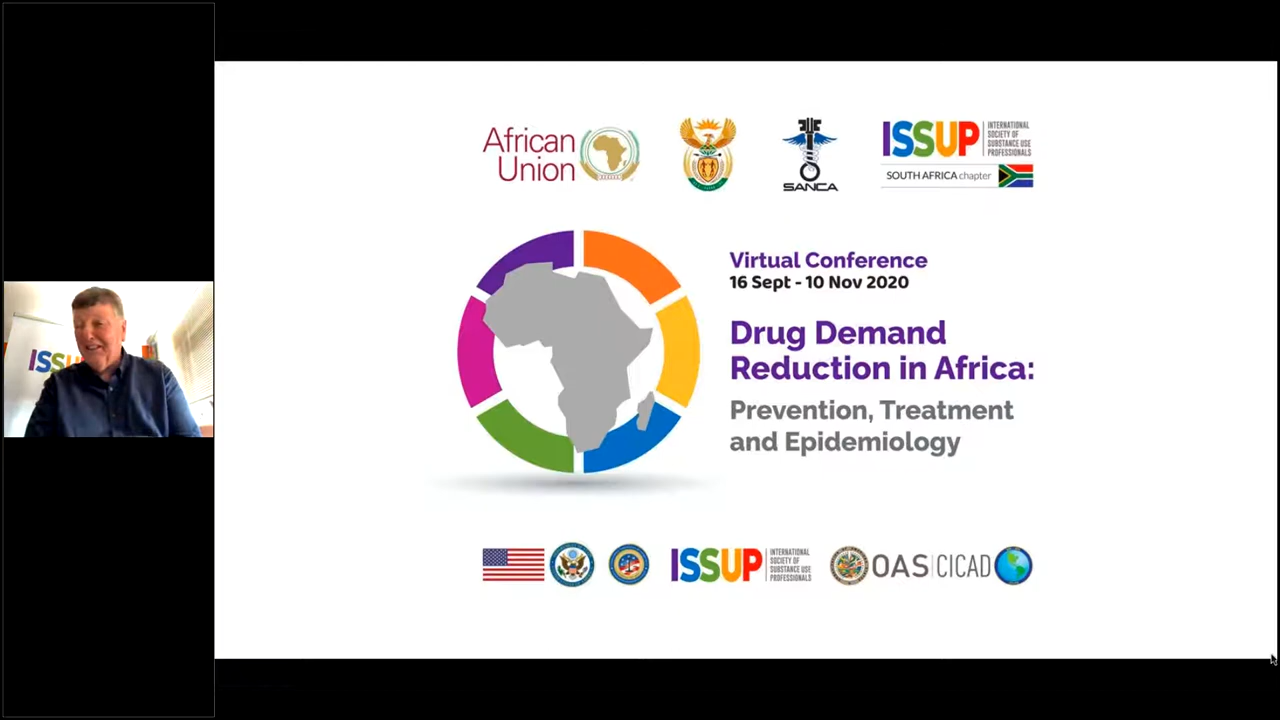 African
Union
SANCA
ISSUP
INTERNATIONAL
SOCIETY OF
SUBSTANCE USE
PROFESSIONALS
SOUTH AFRICA chapter
Virtual Conference
16 Sept - 10 Nov 2020
Drug Demand
Reduction in Africa:
Prevention, Treatment
and Epidemiology
ISSUP
INTERNATIONAL
SOCIETY OF
SUBSTANCE USE
PROFESSIONALS
OAS CICAD
ISSU